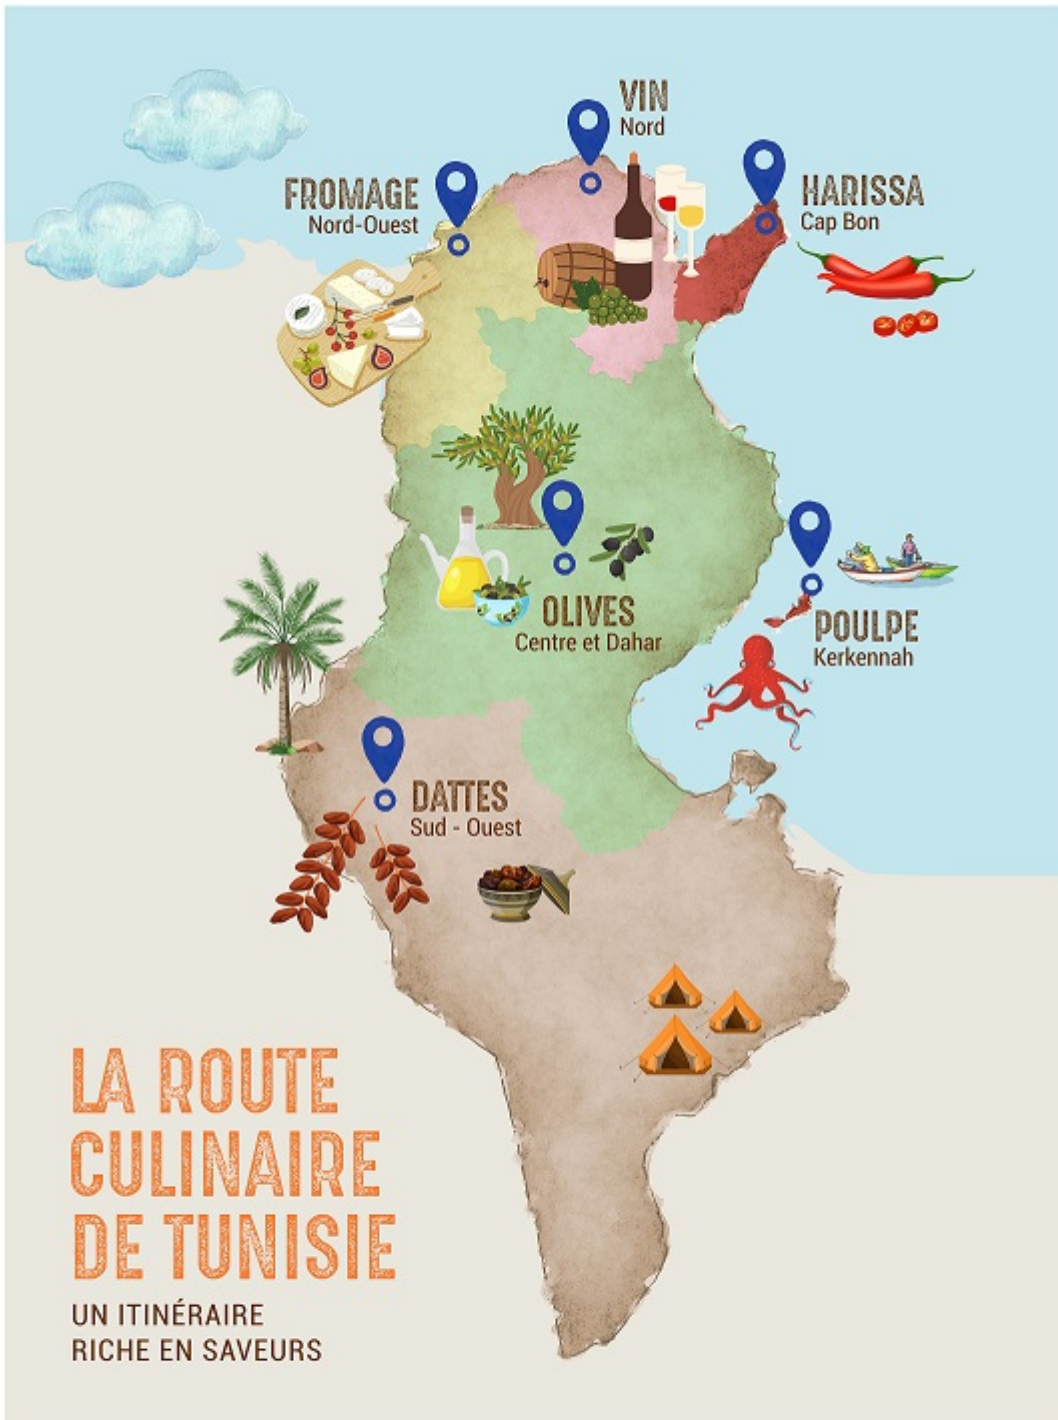 VIN
Nord
FROMAGE
Nord-Ouest
HARISSA
Cap Bon
OLIVES
Centre et Dahar
POULPE
Kerkennah
DATTES
Sud - Ouest
LA ROUTE
CULINAIRE
DE TUNISIE
UN ITINÉRAIRE
RICHE EN SAVEURS